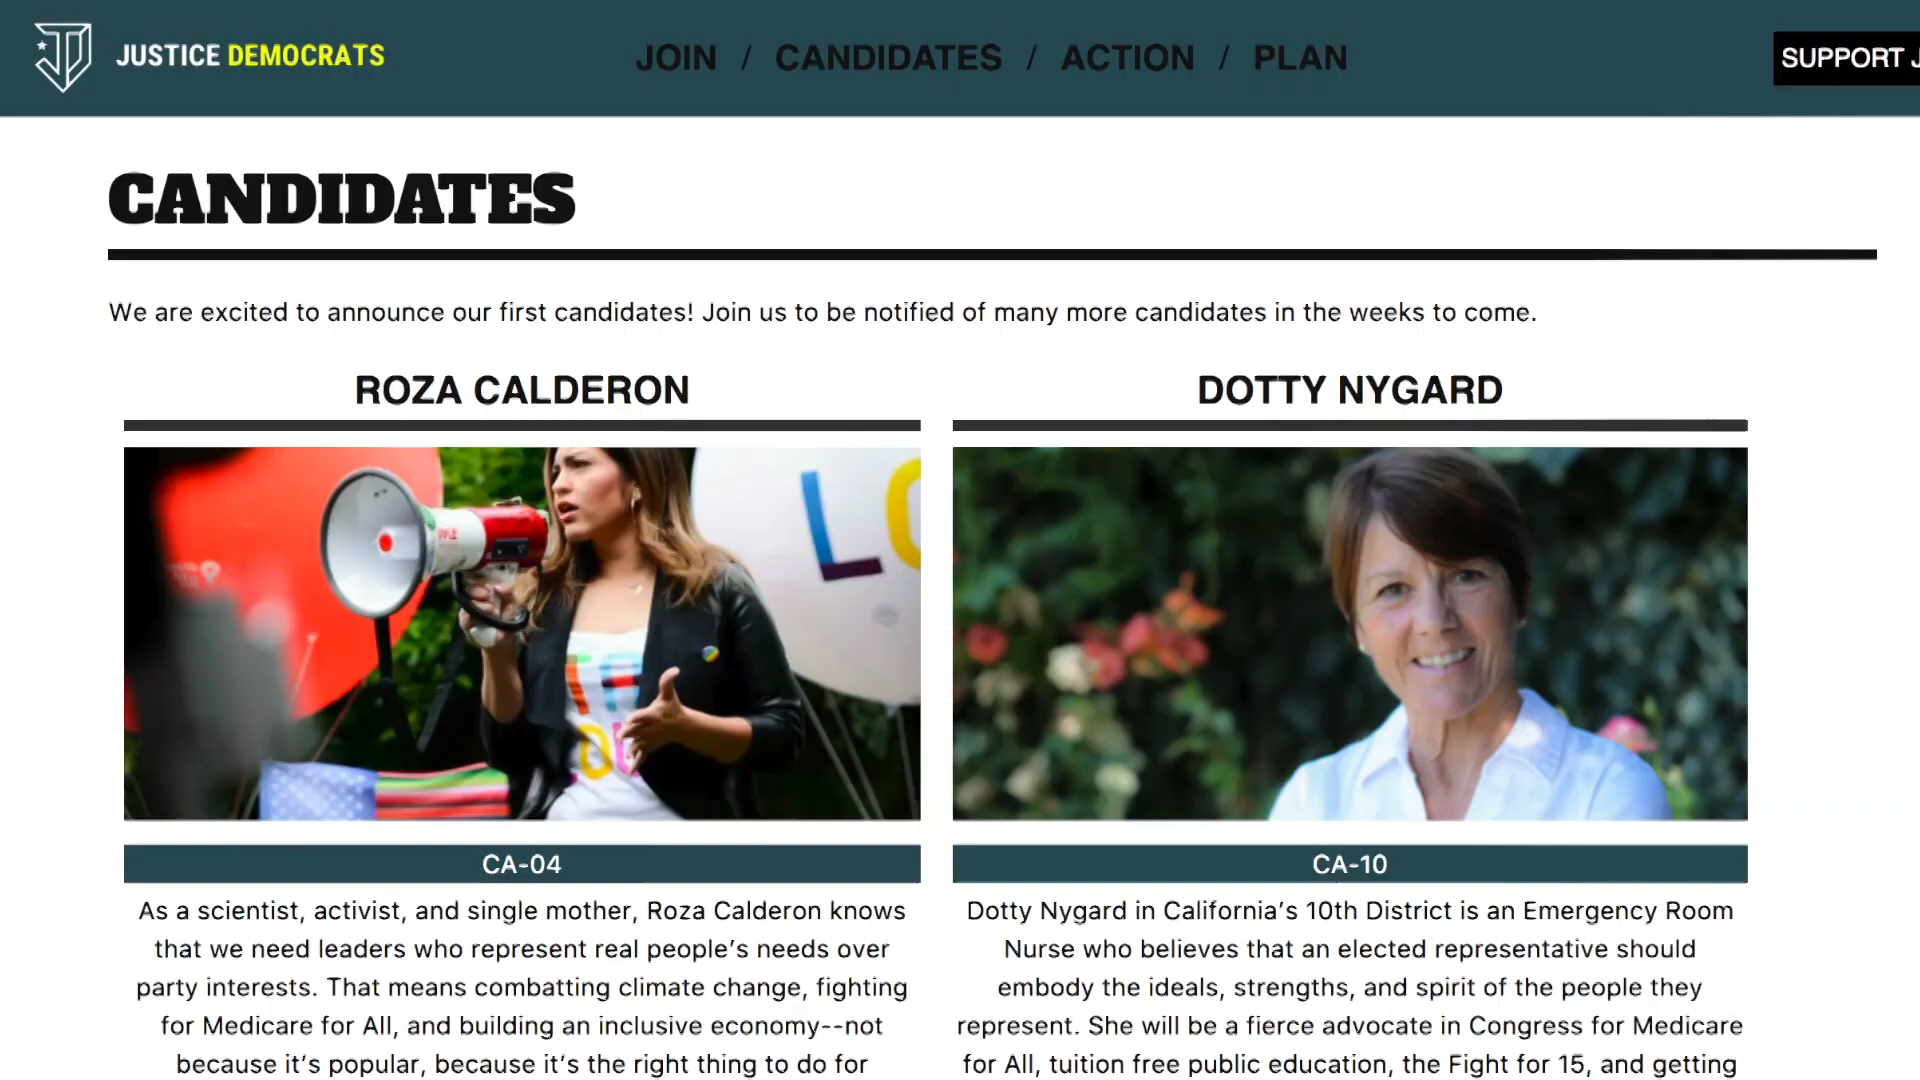 JUSTICE DEMOCRATS
JOIN / CANDIDATES / ACTION / PLAN
SUPPORT J
CANDIDATES
We are excited to announce our first candidates! Join us to be notified of many more candidates in the weeks to come.
ROZA CALDERON
DOTTY NYGARD
LO
CA-04
As a scientist, activist, and single mother, Roza Calderon knows
that we need leaders who represent real people’s needs over
party interests. That means combatting climate change, fighting
for Medicare for All, and building an inclusive economy--not
because it’s popular, because it’s the right thing to do for
CA-10
Dotty Nygard in California’s 10th District is an Emergency Room
Nurse who believes that an elected representative should
embody the ideals, strengths, and spirit of the people they
represent. She will be a fierce advocate in Congress for Medicare
for All, tuition free public education, the Fight for 15, and getting